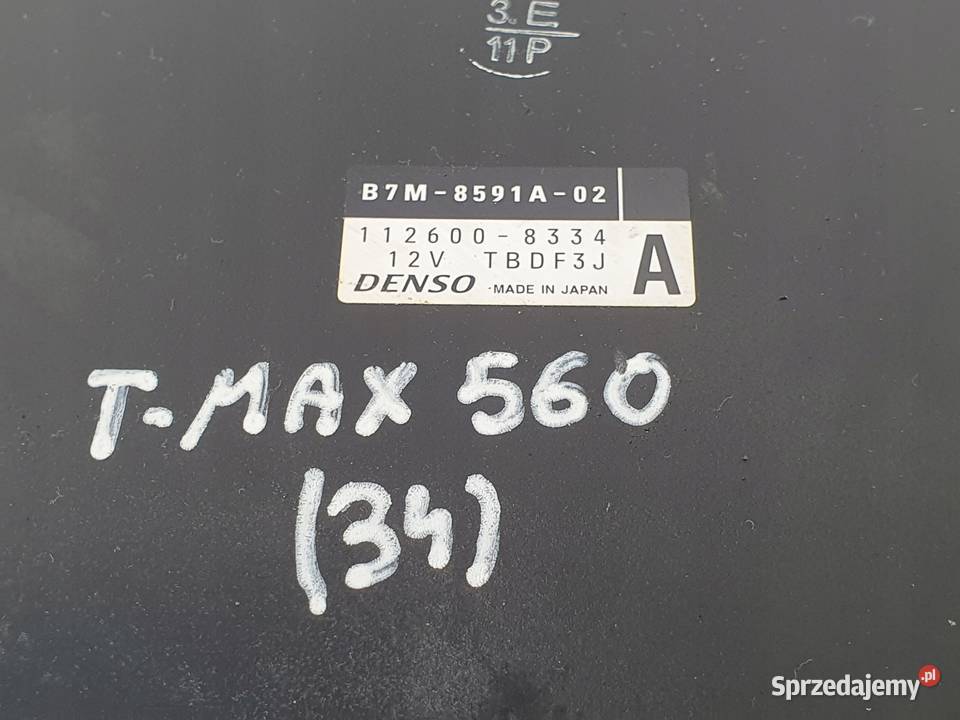 3.E
11P
B7M-8591A-02
112600-8334
12V TBDF3J
DENSO MADE IN JAPAN
A
T-MAX 560
(34)
Sprzedajemy.pl